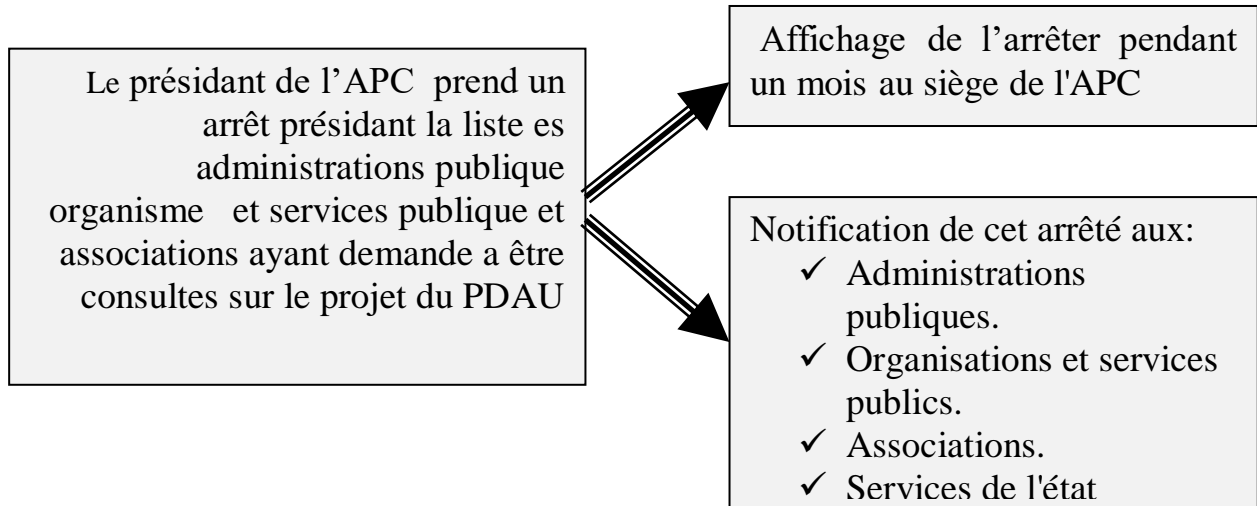 Le présidant de l’APC prend un
arrêt présidant la liste es
administrations publique
organisme et services publique et
associations ayant demande a être
consultes sur le projet du PDAU
Affichage de l’arrêter pendant
un mois au siège de l'APC
Notification de cet arrêté aux:
✓ Administrations
publiques.
✓ Organisations et services
publics.
✓ Associations.
✓ Services de l'état